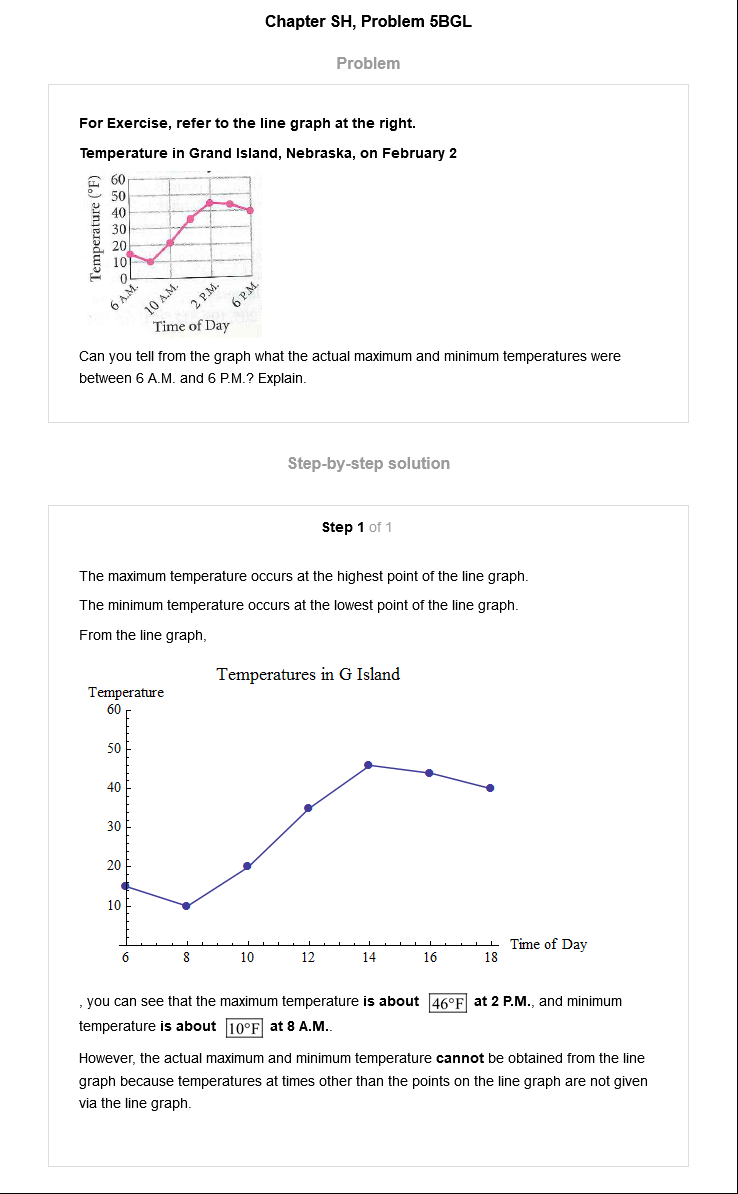 Chapter SH, Problem 5BGL
Problem
For Exercise, refer to the line graph at the right.
Temperature in Grand Island, Nebraska, on February 2
Temperature (°F)
60
50
40
30
20
10
0
6 A.M.
10 A.M.
2 P.M.
6 P.M.
Time of Day
Can you tell from the graph what the actual maximum and minimum temperatures were
between 6 A.M. and 6 P.M.? Explain.
Step-by-step solution
Step 1 of 1
The maximum temperature occurs at the highest point of the line graph.
The minimum temperature occurs at the lowest point of the line graph.
From the line graph,
Temperatures in G Island
Temperature
60
50
40
30
20
10
6 8 10 12 14 16 18
Time of Day
, you can see that the maximum temperature is about 46°F at 2 P.M., and minimum
temperature is about 10°F at 8 A.M..
However, the actual maximum and minimum temperature cannot be obtained from the line
graph because temperatures at times other than the points on the line graph are not given
via the line graph.